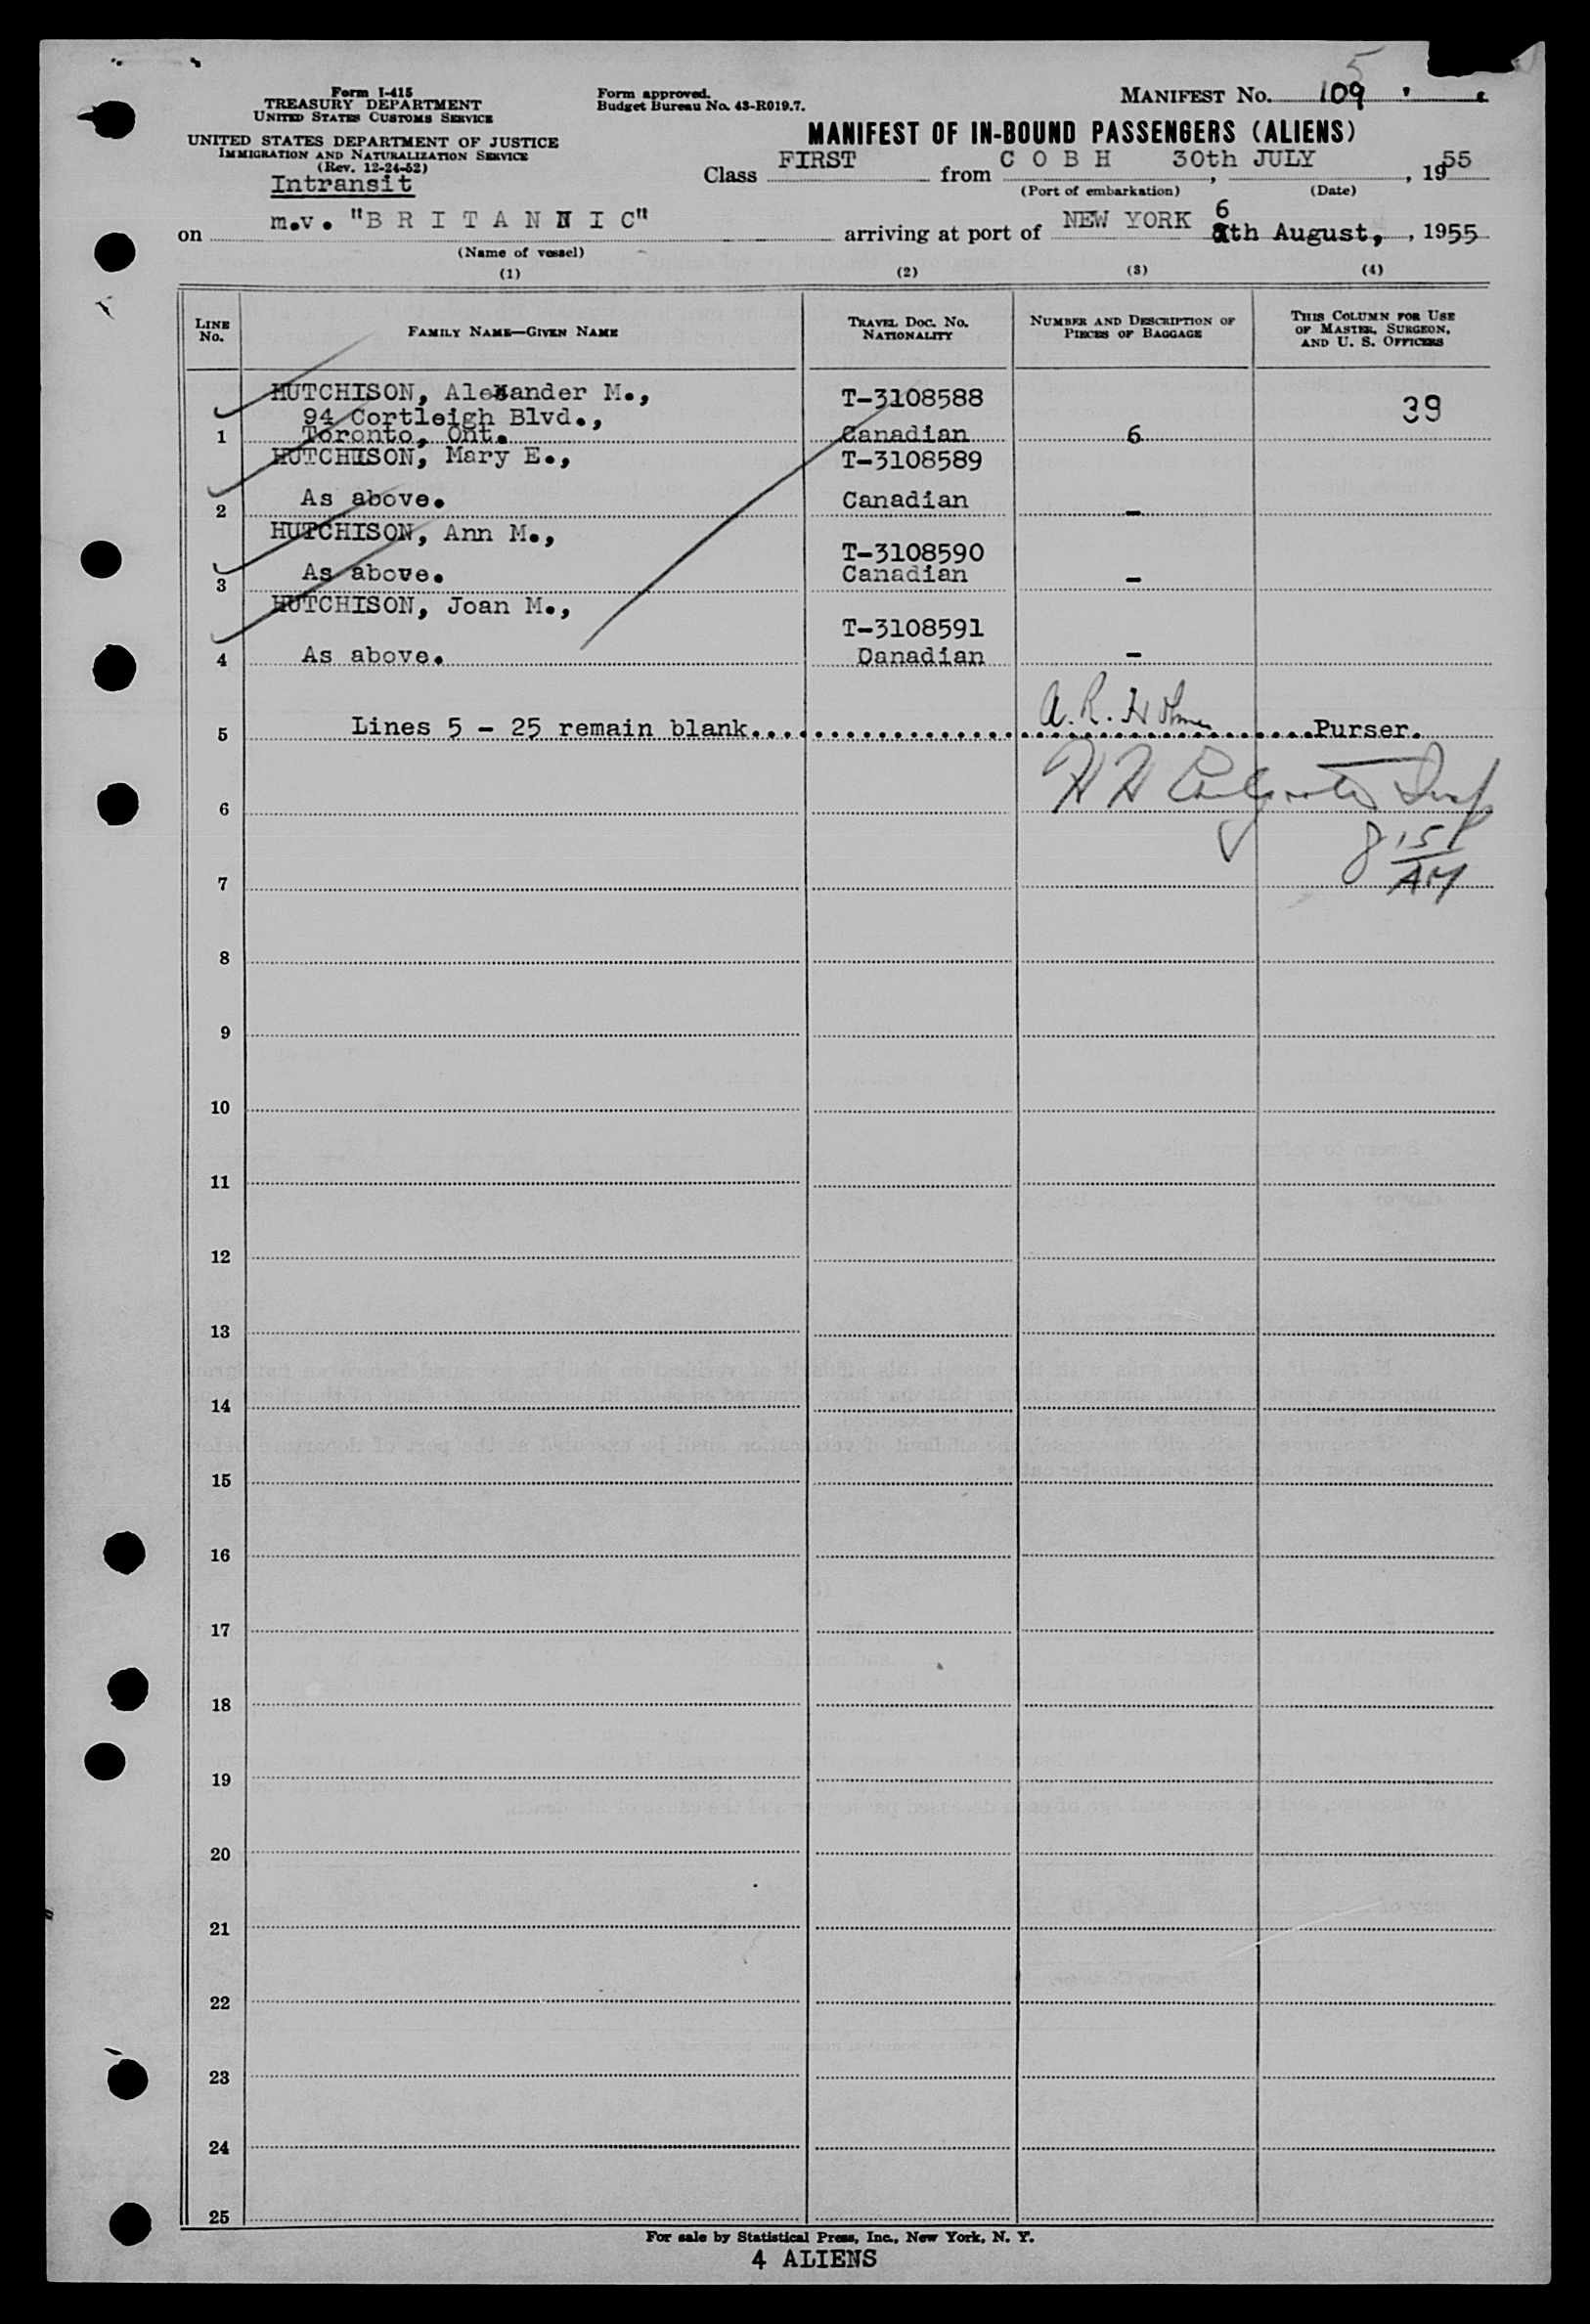 5
Form I-415
TREASURY DEPARTMENT
UNITED STATES CUSTOMS SERVICE
UNITED STATES DEPARTMENT OF JUSTICE
IMMIGRATION AND NATURALIZATION SERVICE
(Rev. 12-24-52)
Intransit
Form approved.
Budget Bureau No. 43-R019.7.
MANIFEST NO. 109
MANIFEST OF IN-BOUND PASSENGERS (ALIENS)
Class FIRST from C O B H , 30th JULY , 1955
(Port of embarkation) (Date)
on m.v. "B R I T A N N I C" arriving at port of NEW YORK 6th August, , 1955
(Name of vessel)
(1) (2) (3) (4)
LINE NO. FAMILY NAME—GIVEN NAME TRAVEL DOC. NO. NATIONALITY NUMBER AND DESCRIPTION OF PIECES OF BAGGAGE THIS COLUMN FOR USE OF MASTER, SURGEON, AND U. S. OFFICERS
HUTCHISON, Alexander M., T-3108588 39
94 Cortleigh Blvd.,
1 Toronto, Ont. Canadian 6
HUTCHISON, Mary E., T-3108589
2 As above. Canadian –
HUTCHISON, Ann M.,
T-3108590
3 As above. Canadian –
HUTCHISON, Joan M.,
T-3108591
4 As above. Danadian –
5 Lines 5 - 25 remain blank. A. R. Purser.
6 H H Insp
8 15
7 AM
8
9
10
11
12
13
14
15
16
17
18
19
20
21
22
23
24
25
For sale by Statistical Press, Inc., New York, N. Y.
4 ALIENS